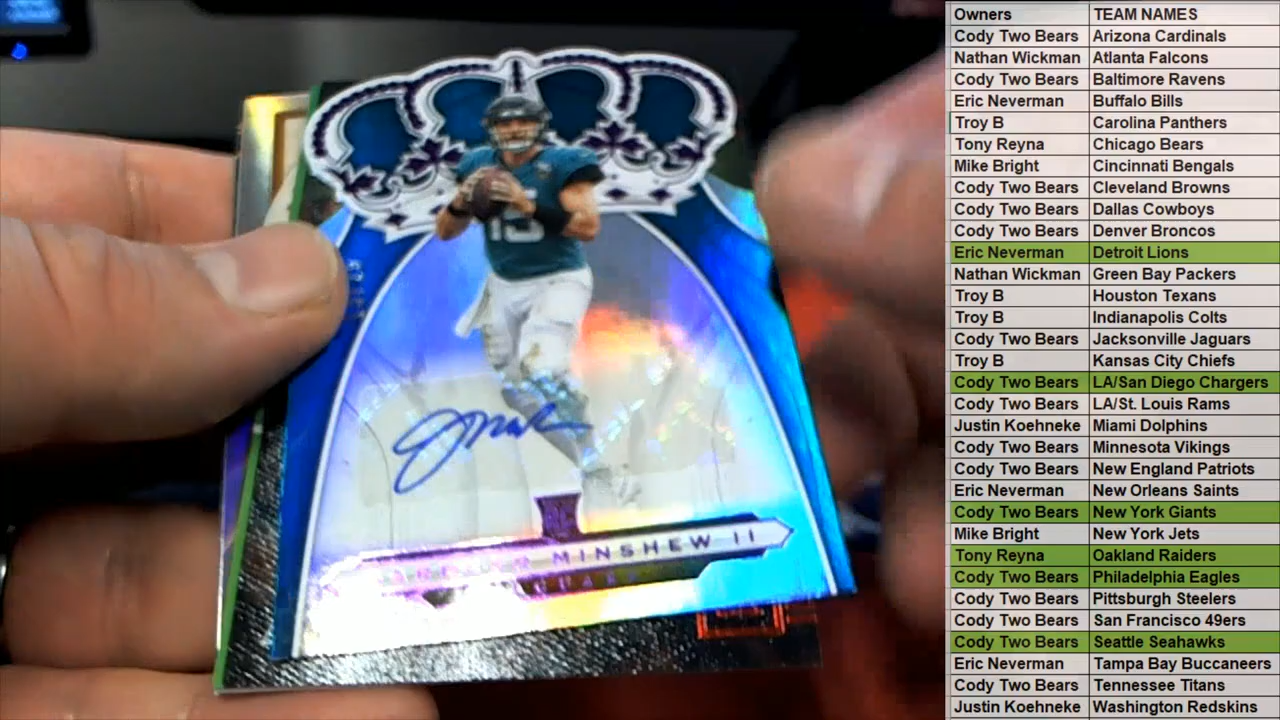 Owners TEAM NAMES
Cody Two Bears Arizona Cardinals
Nathan Wickman Atlanta Falcons
Cody Two Bears Baltimore Ravens
Eric Neverman Buffalo Bills
Troy B Carolina Panthers
Tony Reyna Chicago Bears
Mike Bright Cincinnati Bengals
Cody Two Bears Cleveland Browns
Cody Two Bears Dallas Cowboys
Cody Two Bears Denver Broncos
Eric Neverman Detroit Lions
Nathan Wickman Green Bay Packers
Troy B Houston Texans
Troy B Indianapolis Colts
Cody Two Bears Jacksonville Jaguars
Troy B Kansas City Chiefs
Cody Two Bears LA/San Diego Chargers
Cody Two Bears LA/St. Louis Rams
Justin Koehneke Miami Dolphins
Cody Two Bears Minnesota Vikings
Cody Two Bears New England Patriots
Eric Neverman New Orleans Saints
Cody Two Bears New York Giants
Mike Bright New York Jets
Tony Reyna Oakland Raiders
Cody Two Bears Philadelphia Eagles
Cody Two Bears Pittsburgh Steelers
Cody Two Bears San Francisco 49ers
Cody Two Bears Seattle Seahawks
Eric Neverman Tampa Bay Buccaneers
Cody Two Bears Tennessee Titans
Justin Koehneke Washington Redskins
15
MINSHEW II